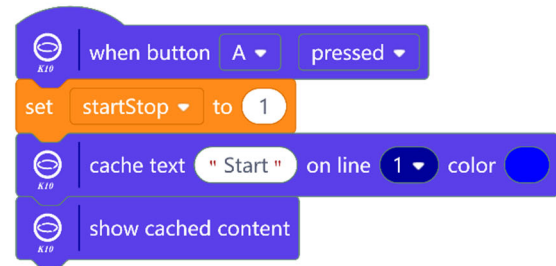 K10 when button A pressed
set startStop to 1
K10 cache text " Start " on line 1 color
K10 show cached content